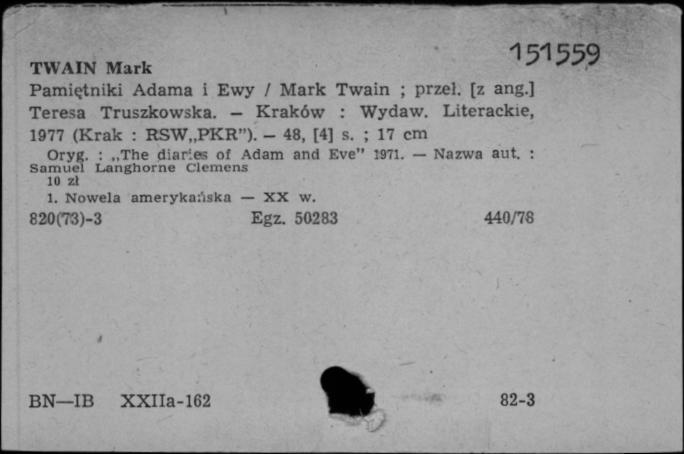 151559
TWAIN Mark
Pamiętniki Adama i Ewy / Mark Twain ; przeł. [z ang.]
Teresa Truszkowska. — Kraków : Wydaw. Literackie,
1977 (Krak : RSW„PKR”). — 48, [4] s. ; 17 cm
Oryg. : „The diaries of Adam and Eve” 1971. — Nazwa aut. :
Samuel Langhorne Clemens
10 zł
1. Nowela amerykańska — XX w.
820(73)-3 Egz. 50283 440/78
BN—IB XXIIa-162 82-3